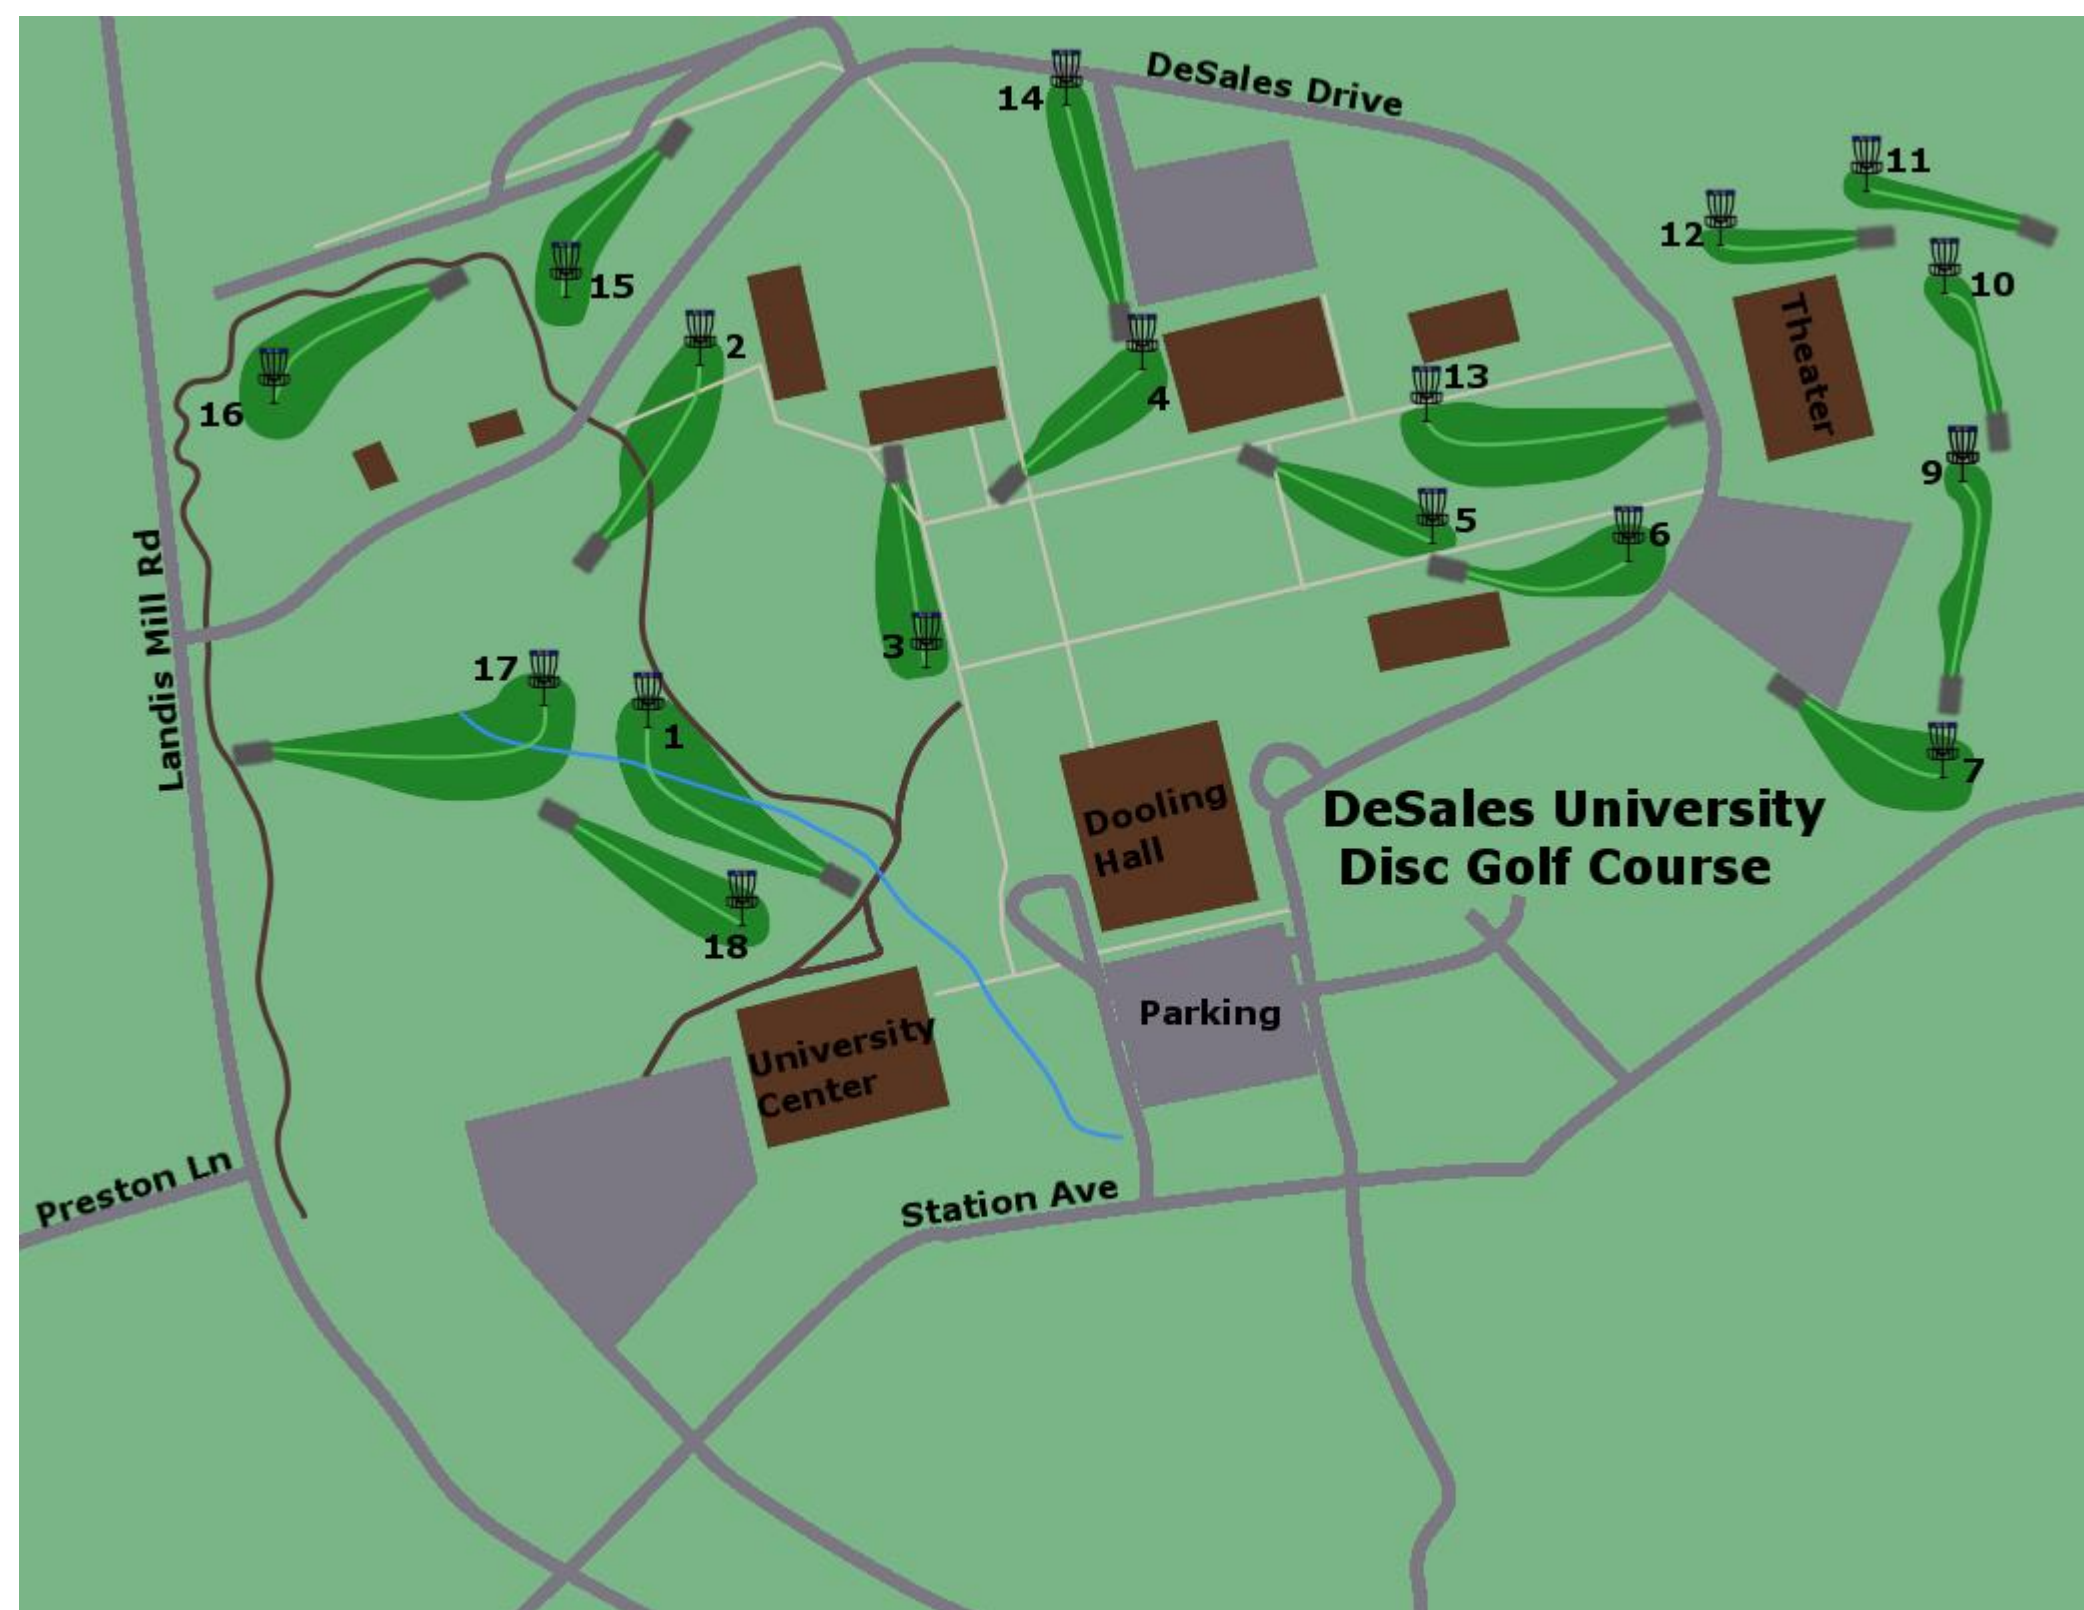 DeSales Drive
14
11
12
10
15
2
Theater
16
4
13
9
5
6
Landis Mill Rd
3
17
1
7
DeSales University
Disc Golf Course
Dooling
Hall
18
Parking
University
Center
Preston Ln
Station Ave